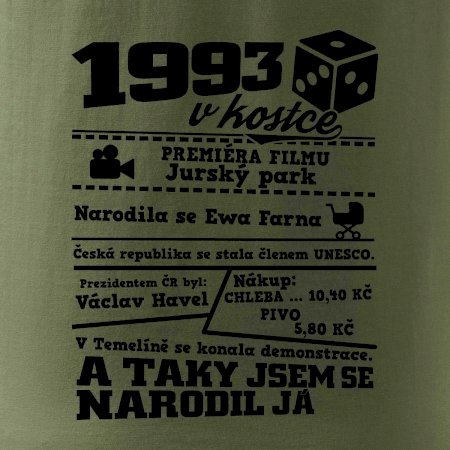 1993
v kostce
PREMIÉRA FILMU
Jurský park
Narodila se Ewa Farna
Česká republika se stala členem UNESCO.
Prezidentem ČR byl:
Václav Havel
Nákup:
CHLEBA ... 10,40 KČ
PIVO
5,80 KČ
V Temelíně se konala demonstrace.
A TAKY JSEM SE
NARODIL JÁ